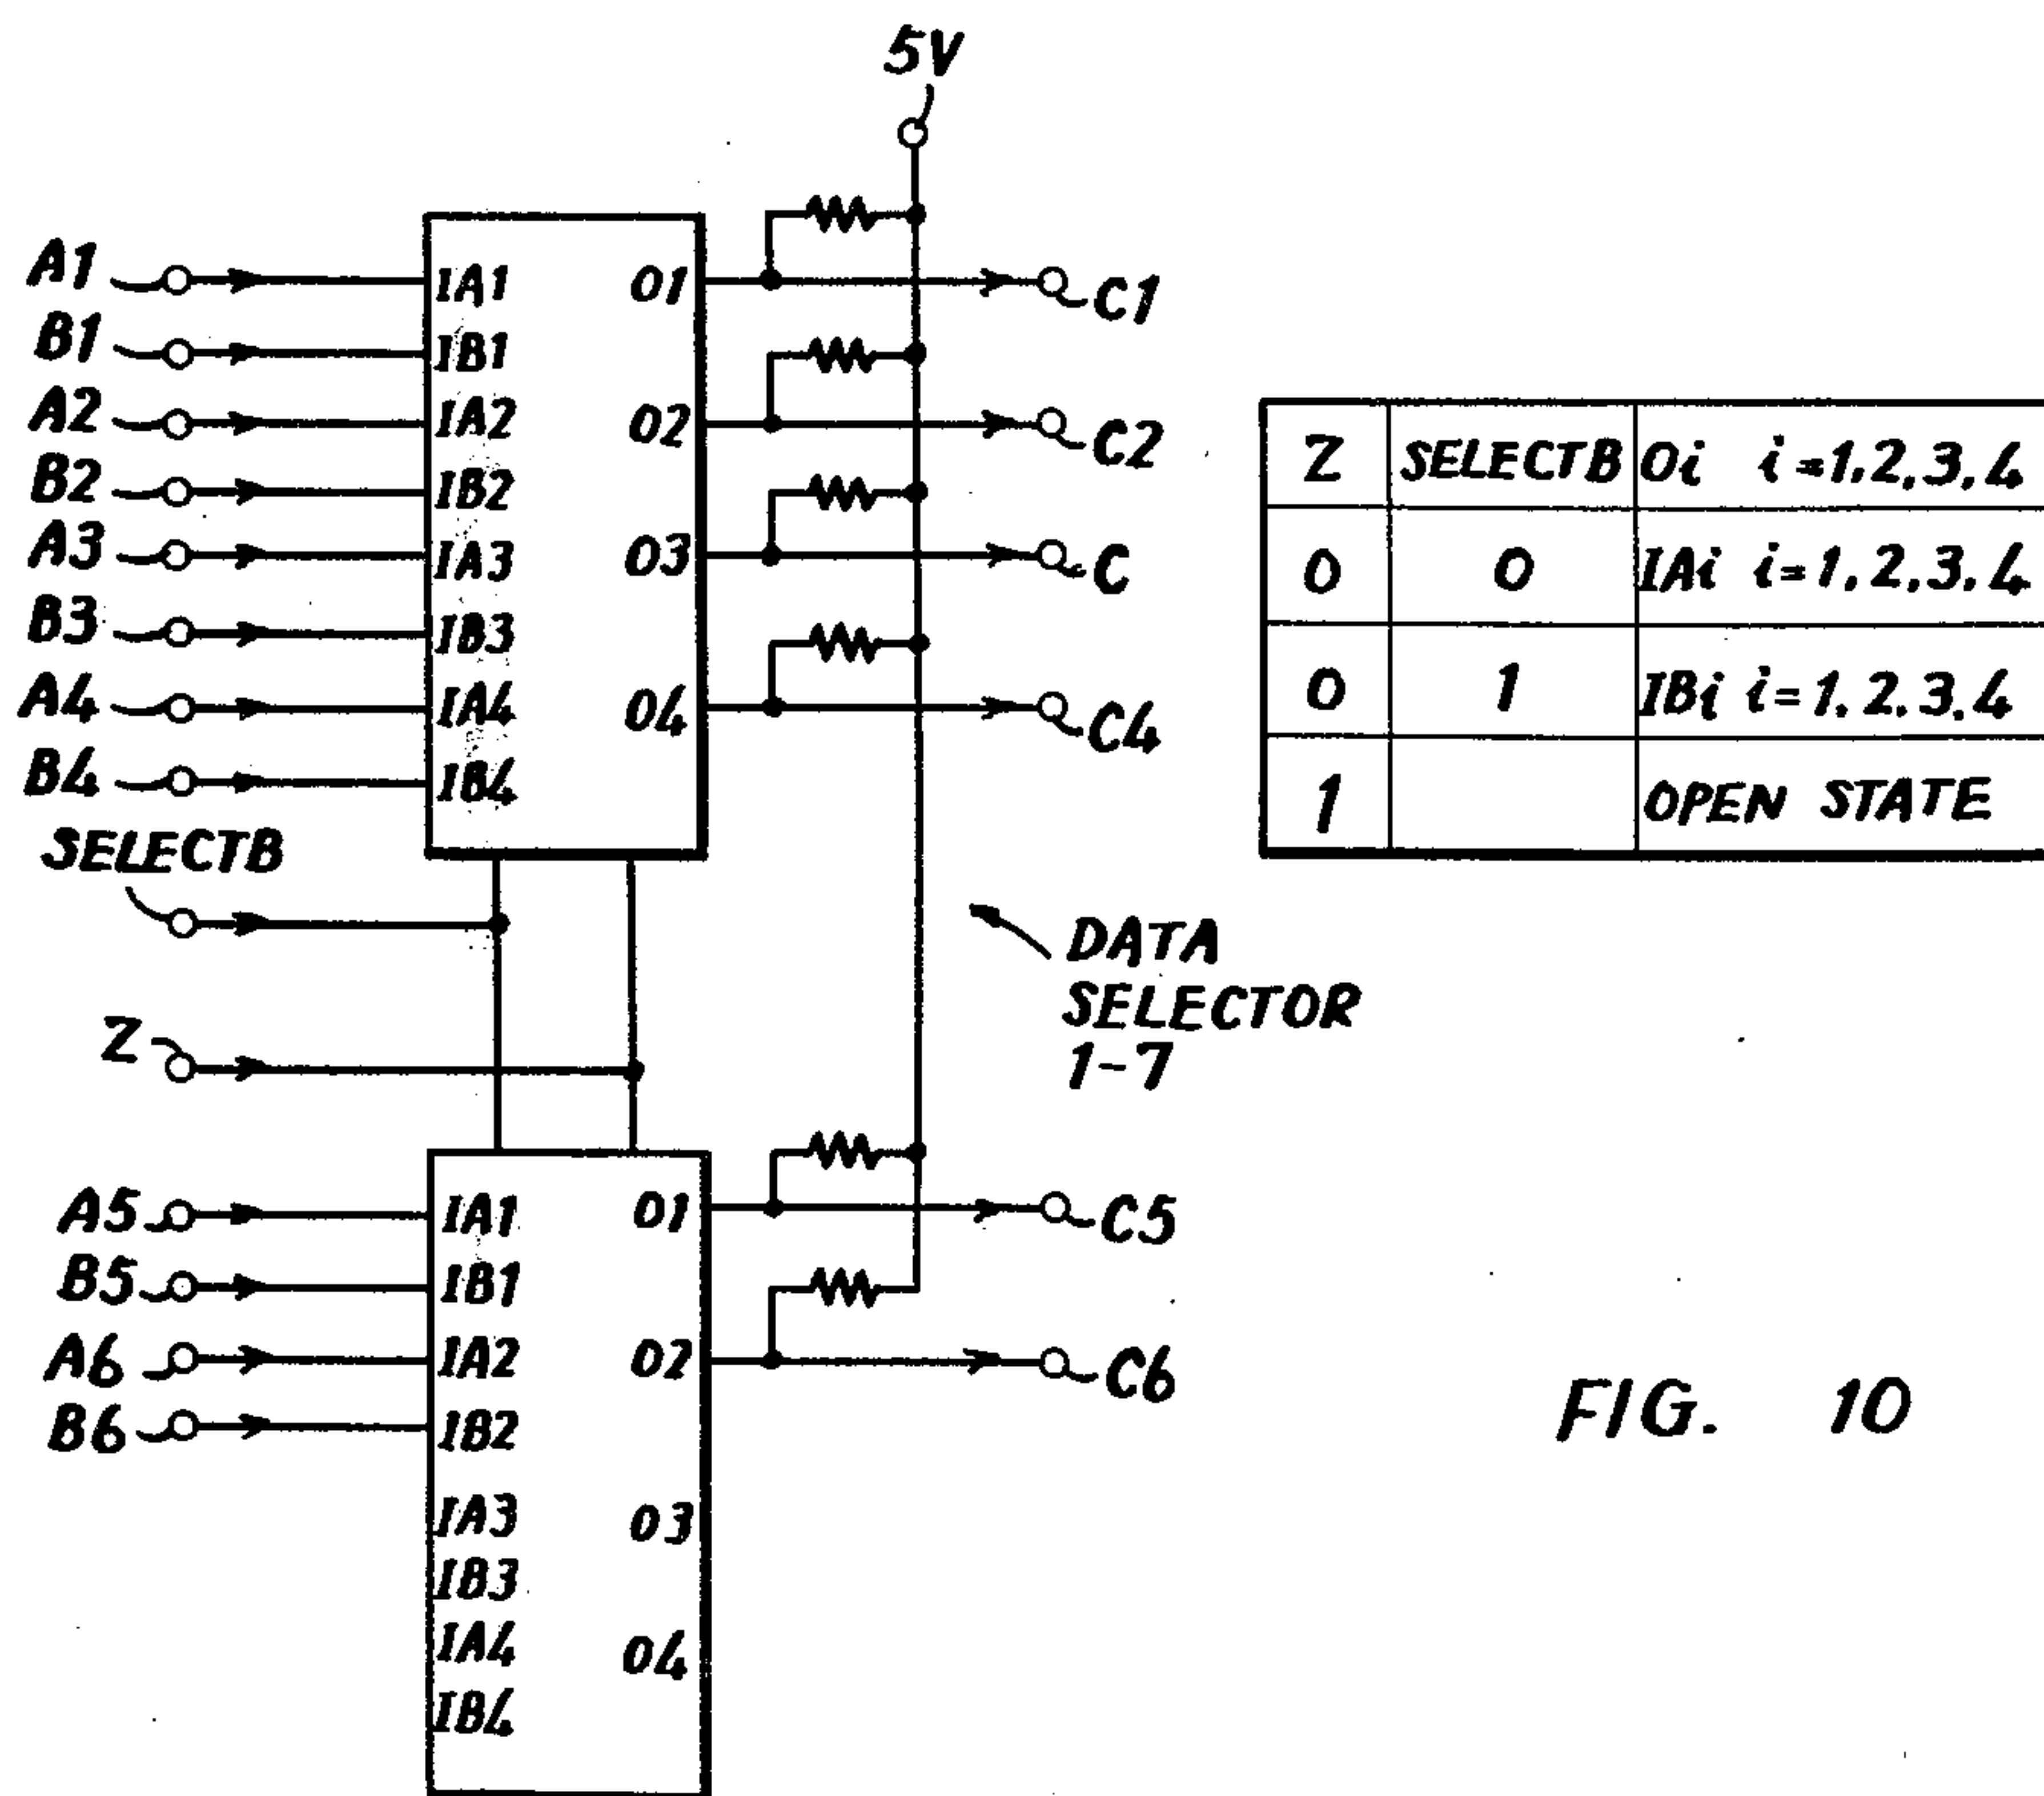 5V
A1
B1
A2
B2
A3
B3
A4
B4
SELECTB
Z
IA1
IB1
IA2
IB2
IA3
IB3
IA4
IB4
O1
O2
O3
O4
C1
C2
C
C4
Z SELECTB Oi i=1,2,3,4
0 0 IAi i=1,2,3,4
0 1 IBi i=1,2,3,4
1 OPEN STATE
DATA
SELECTOR
1-7
A5
B5
A6
B6
IA1
IB1
IA2
IB2
IA3
IB3
IA4
IB4
O1
O2
O3
O4
C5
C6
FIG. 10